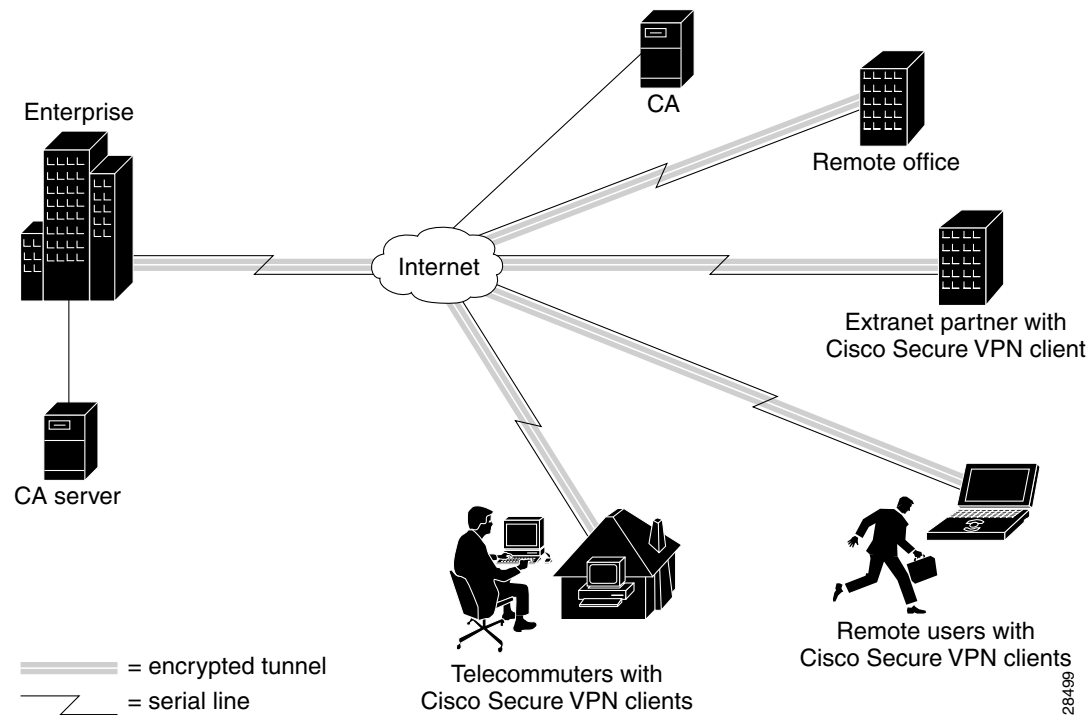 CA
Enterprise
Remote office
Internet
Extranet partner with
Cisco Secure VPN client
CA server
Remote users with
Cisco Secure VPN clients
Telecommuters with
Cisco Secure VPN clients
= encrypted tunnel
= serial line
28499